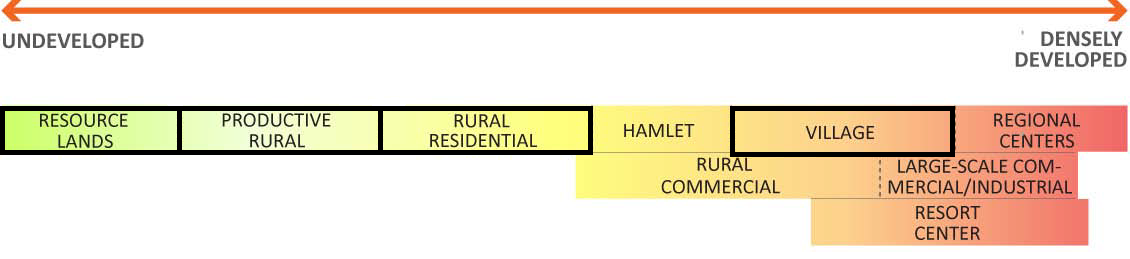 UNDEVELOPED
DENSELY
DEVELOPED
RESOURCE
LANDS
PRODUCTIVE
RURAL
RURAL
RESIDENTIAL
HAMLET
VILLAGE
REGIONAL
CENTERS
RURAL
COMMERCIAL
LARGE-SCALE COM-
MERCIAL/INDUSTRIAL
RESORT
CENTER